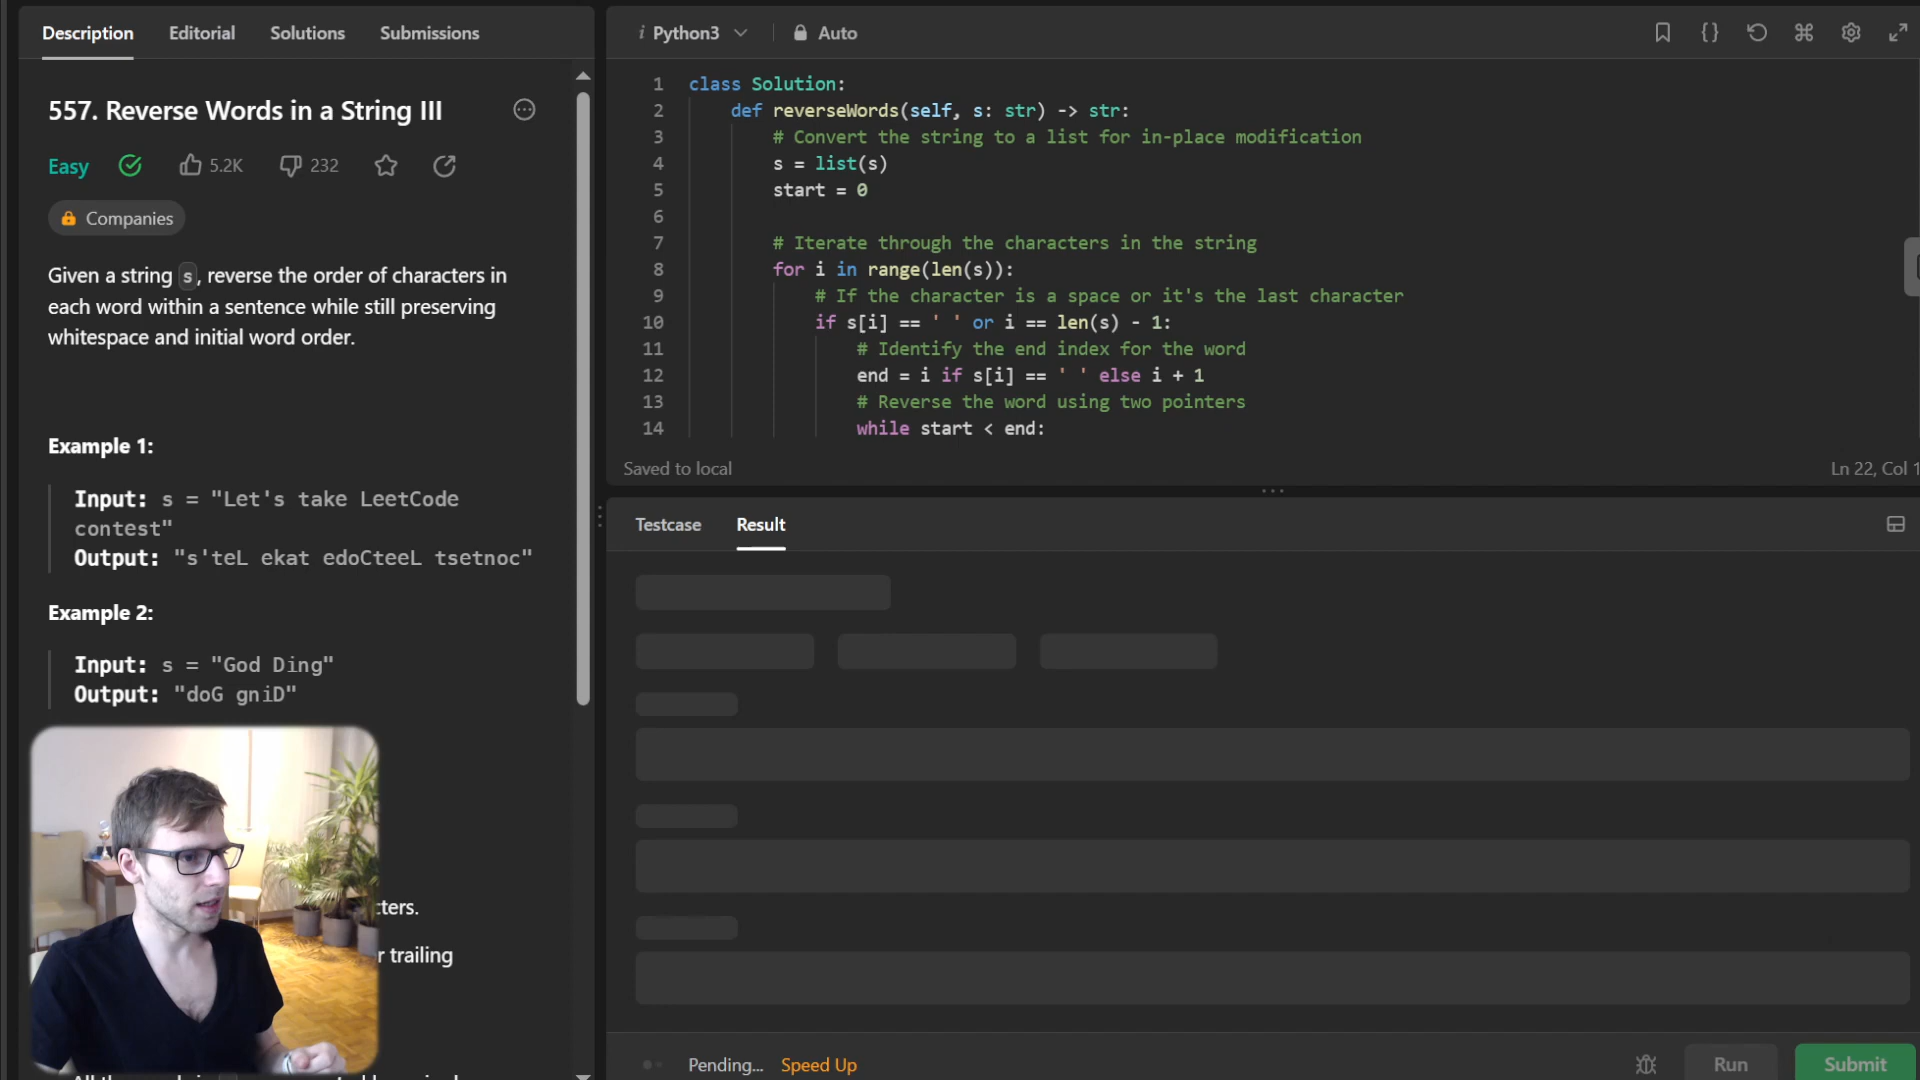 Description Editorial Solutions Submissions
557. Reverse Words in a String III
Easy 5.2K 232
Companies
Given a string s, reverse the order of characters in
each word within a sentence while still preserving
whitespace and initial word order.
Example 1:
Input: s = "Let's take LeetCode
contest"
Output: "s'teL ekat edoCteeL tsetnoc"
Example 2:
Input: s = "God Ding"
Output: "doG gniD"
cters.
r trailing
i Python3 Auto
1 class Solution:
2 def reverseWords(self, s: str) -> str:
3 # Convert the string to a list for in-place modification
4 s = list(s)
5 start = 0
6
7 # Iterate through the characters in the string
8 for i in range(len(s)):
9 # If the character is a space or it's the last character
10 if s[i] == ' ' or i == len(s) - 1:
11 # Identify the end index for the word
12 end = i if s[i] == ' ' else i + 1
13 # Reverse the word using two pointers
14 while start < end:
Saved to local Ln 22, Col 1
Testcase Result
Pending... Speed Up Run Submit